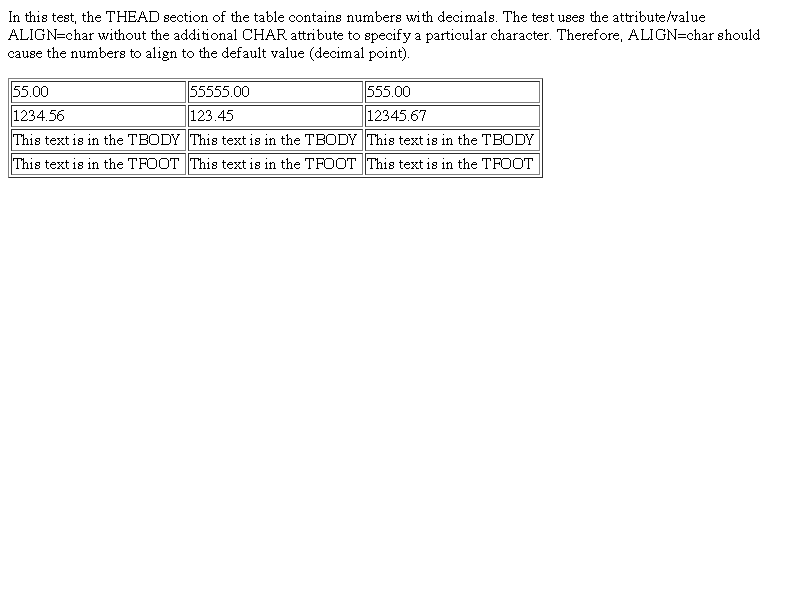 In this test, the THEAD section of the table contains numbers with decimals. The test uses the attribute/value
ALIGN=char without the additional CHAR attribute to specify a particular character. Therefore, ALIGN=char should
cause the numbers to align to the default value (decimal point).
55.00 55555.00 555.00
1234.56 123.45 12345.67
This text is in the TBODY This text is in the TBODY This text is in the TBODY
This text is in the TFOOT This text is in the TFOOT This text is in the TFOOT